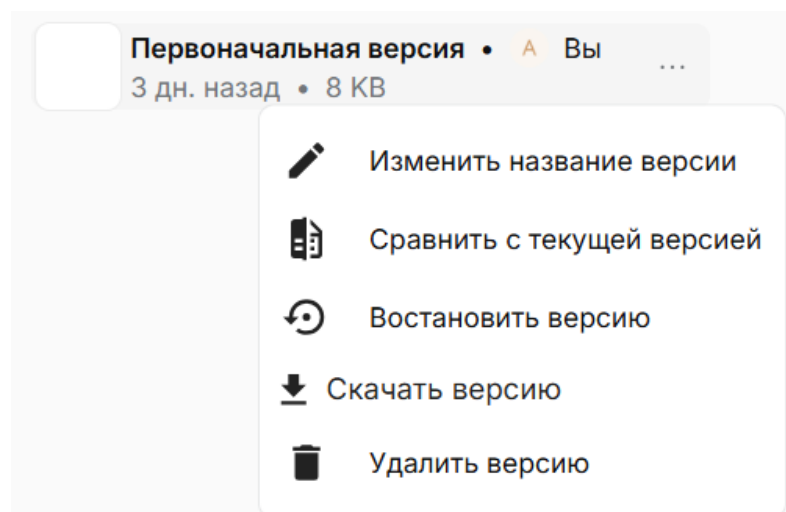 Первоначальная версия • А Вы ...
3 дн. назад • 8 KB
Изменить название версии
Сравнить с текущей версией
Востановить версию
Скачать версию
Удалить версию